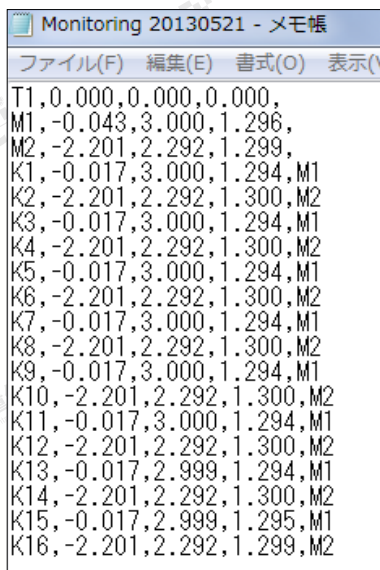 Monitoring 20130521 - メモ帳
ファイル(F) 編集(E) 書式(O) 表示(V
T1,0.000,0.000,0.000,
M1,-0.043,3.000,1.296,
M2,-2.201,2.292,1.299,
K1,-0.017,3.000,1.294,M1
K2,-2.201,2.292,1.300,M2
K3,-0.017,3.000,1.294,M1
K4,-2.201,2.292,1.300,M2
K5,-0.017,3.000,1.294,M1
K6,-2.201,2.292,1.300,M2
K7,-0.017,3.000,1.294,M1
K8,-2.201,2.292,1.300,M2
K9,-0.017,3.000,1.294,M1
K10,-2.201,2.292,1.300,M2
K11,-0.017,3.000,1.294,M1
K12,-2.201,2.292,1.300,M2
K13,-0.017,2.999,1.294,M1
K14,-2.201,2.292,1.300,M2
K15,-0.017,2.999,1.295,M1
K16,-2.201,2.292,1.299,M2